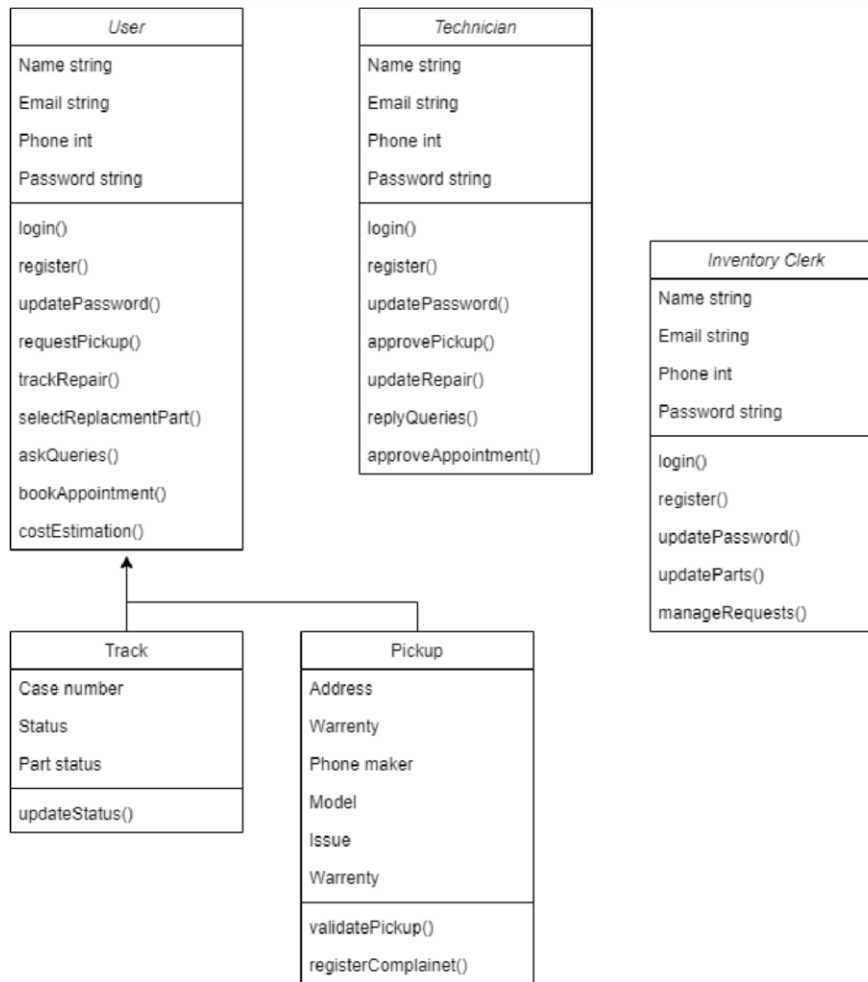 User
Name string
Email string
Phone int
Password string
login()
register()
updatePassword()
requestPickup()
trackRepair()
selectReplacmentPart()
askQueries()
bookAppointment()
costEstimation()
Technician
Name string
Email string
Phone int
Password string
login()
register()
updatePassword()
approvePickup()
updateRepair()
replyQueries()
approveAppointment()
Inventory Clerk
Name string
Email string
Phone int
Password string
login()
register()
updatePassword()
updateParts()
manageRequests()
Track
Case number
Status
Part status
updateStatus()
Pickup
Address
Warrenty
Phone maker
Model
Issue
Warrenty
validatePickup()
registerComplainet()